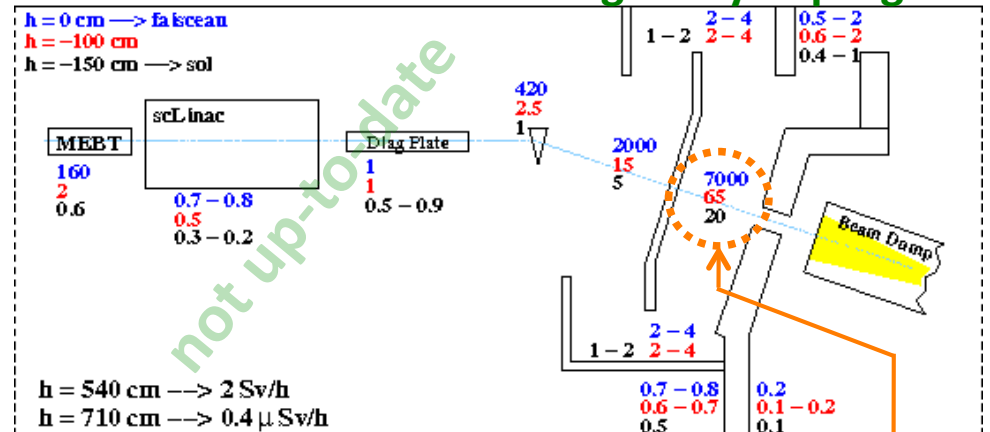 h = 0 cm —> faisceau
h = −100 cm
h = −150 cm —> sol
2 − 4
1 − 2 2 − 4
0.5 − 2
0.6 − 2
0.4 − 1
420
2.5
1
scLinac
MEBT
Diag Plate
160
2
0.6
0.7 − 0.8
0.5
0.3 − 0.2
1
1
0.5 − 0.9
2000
15
5
7000
65
20
Beam Dump
not up-to-date
2 − 4
1 − 2 2 − 4
h = 540 cm −−> 2 Sv/h
h = 710 cm −−> 0.4 μ Sv/h
0.7 − 0.8
0.6 − 0.7
0.5
0.2
0.1 − 0.2
0.1